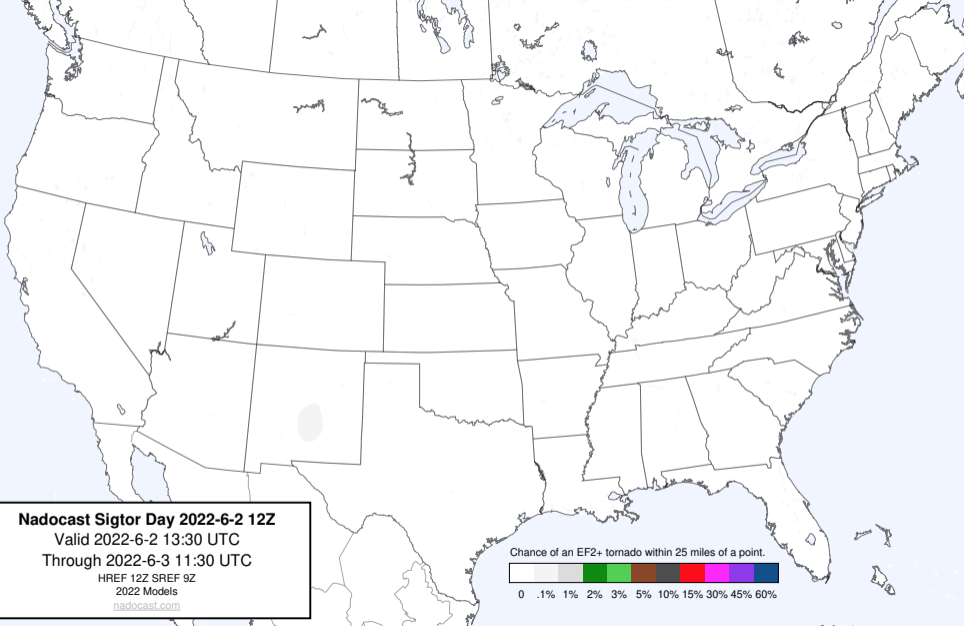 Nadocast Sigtor Day 2022-6-2 12Z
Valid 2022-6-2 13:30 UTC
Through 2022-6-3 11:30 UTC
HREF 12Z SREF 9Z
2022 Models
nadocast.com
Chance of an EF2+ tornado within 25 miles of a point.
0 .1% 1% 2% 3% 5% 10% 15% 30% 45% 60%